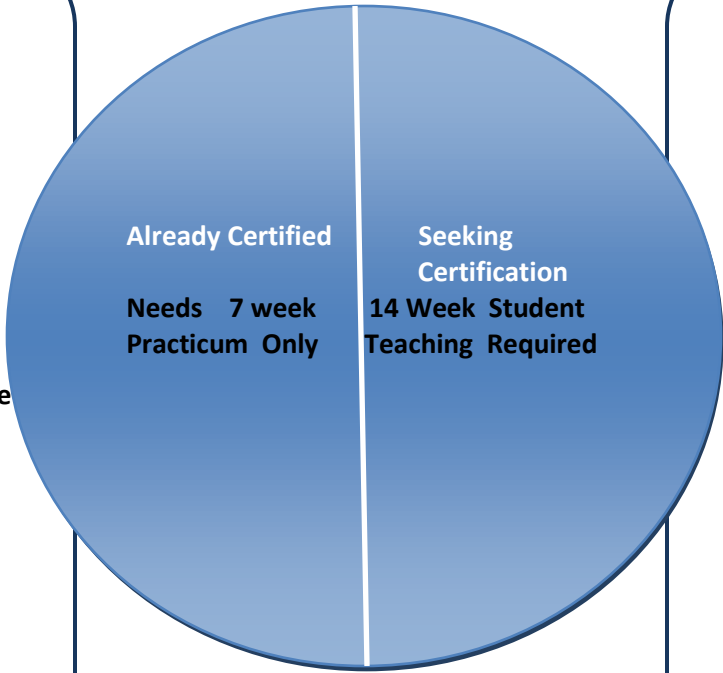 Already Certified
Needs 7 week
Practicum Only
Seeking
Certification
14 Week Student
Teaching Required
e